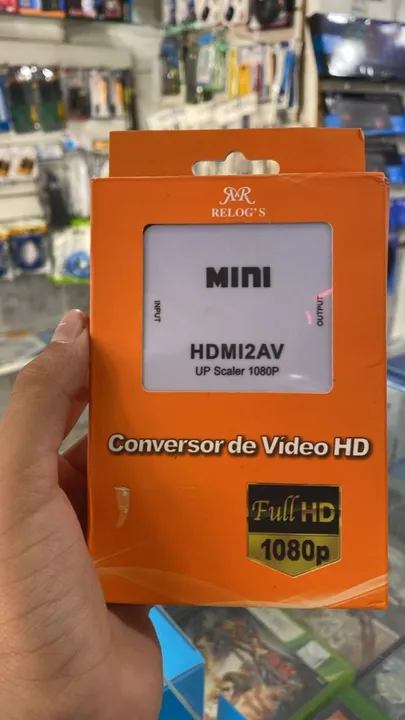 RR
RELOG'S
MINI
INPUT
OUTPUT
HDMI2AV
UP Scaler 1080P
Conversor de Vídeo HD
Full HD
1080p